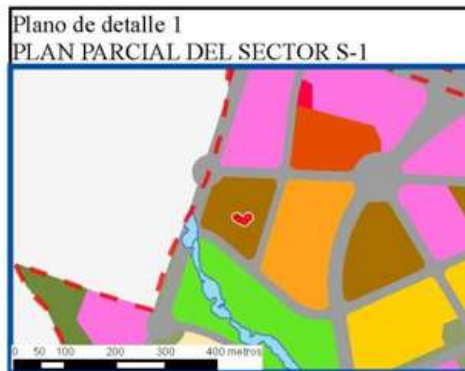 Plano de detalle 1
PLAN PARCIAL DEL SECTOR S-1
0 50 100 200 300 400 metros